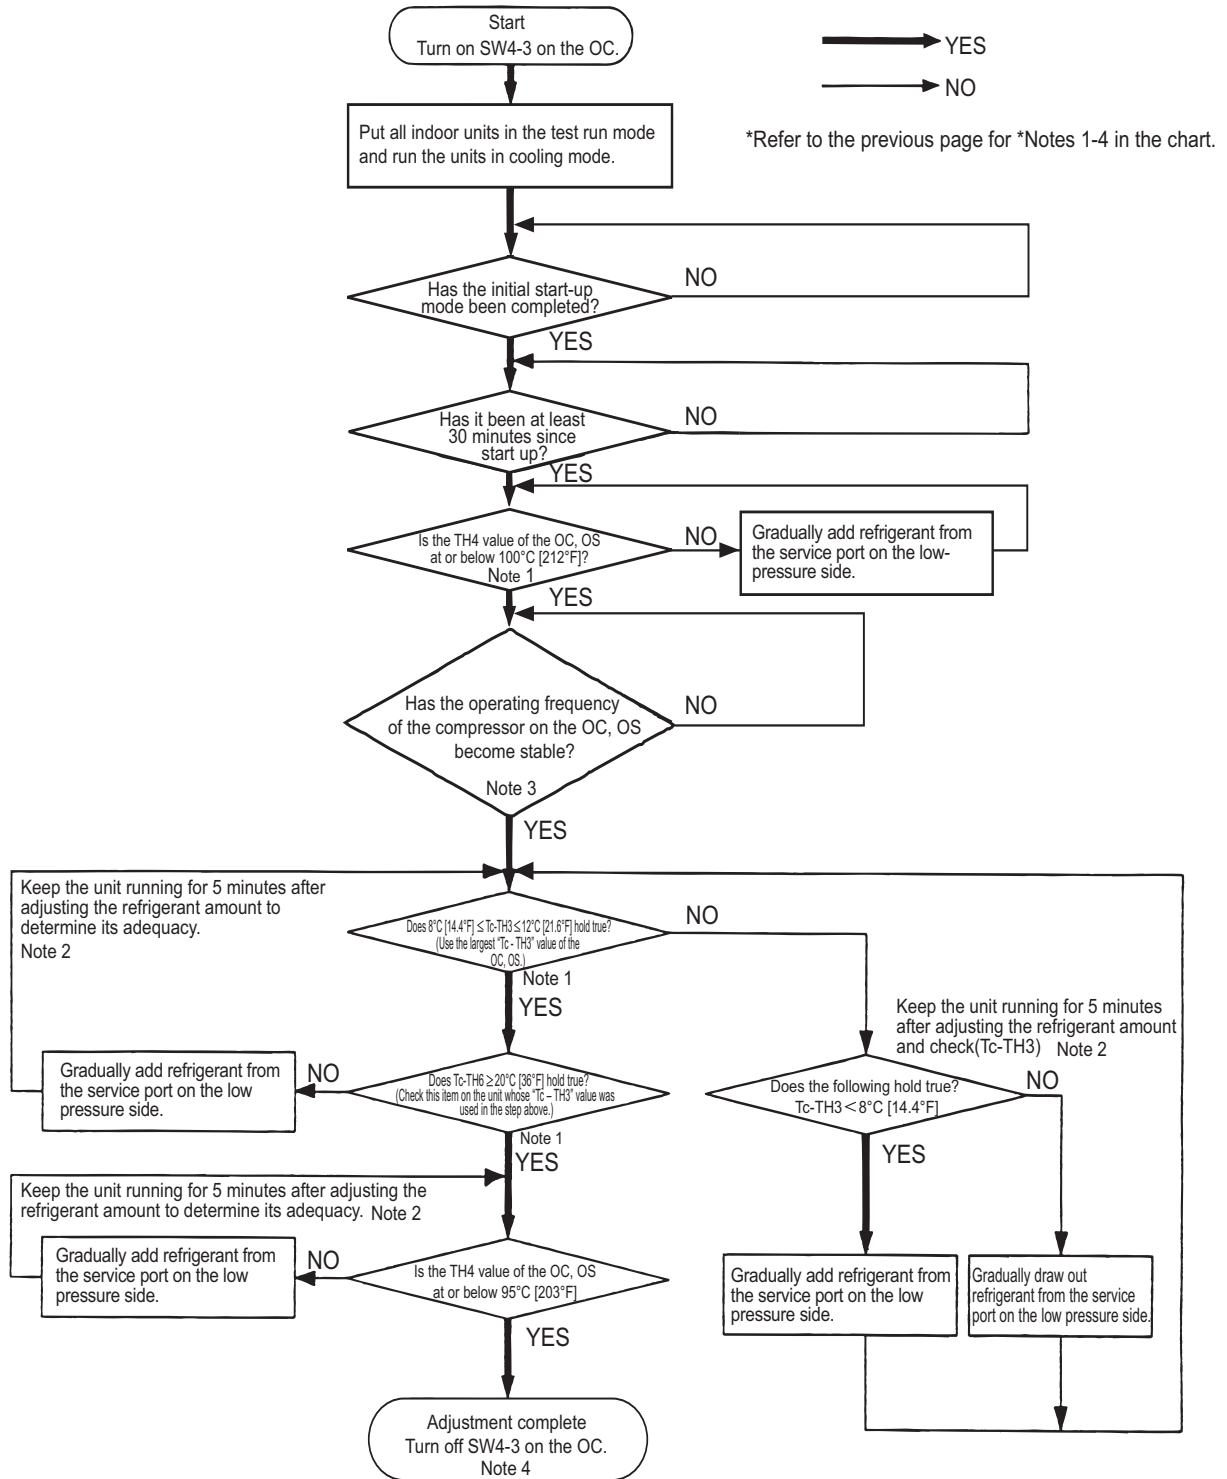 Start
Turn on SW4-3 on the OC.
YES
NO
*Refer to the previous page for *Notes 1-4 in the chart.
Put all indoor units in the test run mode
and run the units in cooling mode.
Has the initial start-up
mode been completed?
NO
YES
Has it been at least
30 minutes since
start up?
NO
YES
Is the TH4 value of the OC, OS
at or below 100°C [212°F]?
Note 1
NO
Gradually add refrigerant from
the service port on the low-
pressure side.
YES
Has the operating frequency
of the compressor on the OC, OS
become stable?
Note 3
NO
YES
Keep the unit running for 5 minutes after
adjusting the refrigerant amount to
determine its adequacy.
Note 2
Does 8°C [14.4°F] ≤ Tc-TH3 ≤ 12°C [21.6°F] hold true?
(Use the largest “Tc - TH3” value of the
OC, OS.)
Note 1
NO
YES
Keep the unit running for 5 minutes
after adjusting the refrigerant amount
and check(Tc-TH3) Note 2
Gradually add refrigerant from
the service port on the low
pressure side.
NO
Does Tc-TH6 ≥ 20°C [36°F] hold true?
(Check this item on the unit whose “Tc – TH3” value was
used in the step above.)
Note 1
YES
Does the following hold true?
Tc-TH3 < 8°C [14.4°F]
NO
YES
Keep the unit running for 5 minutes after adjusting the
refrigerant amount to determine its adequacy. Note 2
Gradually add refrigerant from
the service port on the low
pressure side.
NO
Is the TH4 value of the OC, OS
at or below 95°C [203°F]
YES
Gradually add refrigerant from
the service port on the low
pressure side.
Gradually draw out
refrigerant from the service
port on the low pressure side.
Adjustment complete
Turn off SW4-3 on the OC.
Note 4